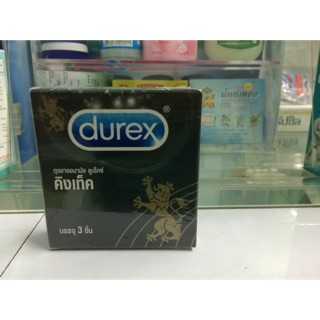 durex®
ถุงยางอนามัย ดูเร็กซ์
คิงเท็ค
บรรจุ 3 ชิ้น